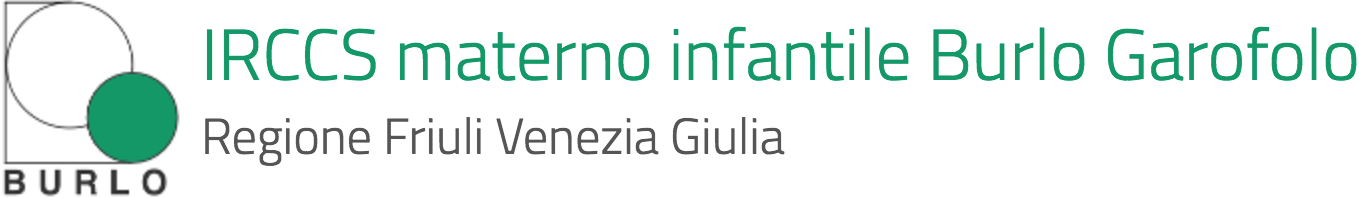 IRCCS materno infantile Burlo Garofolo
Regione Friuli Venezia Giulia
BURLO